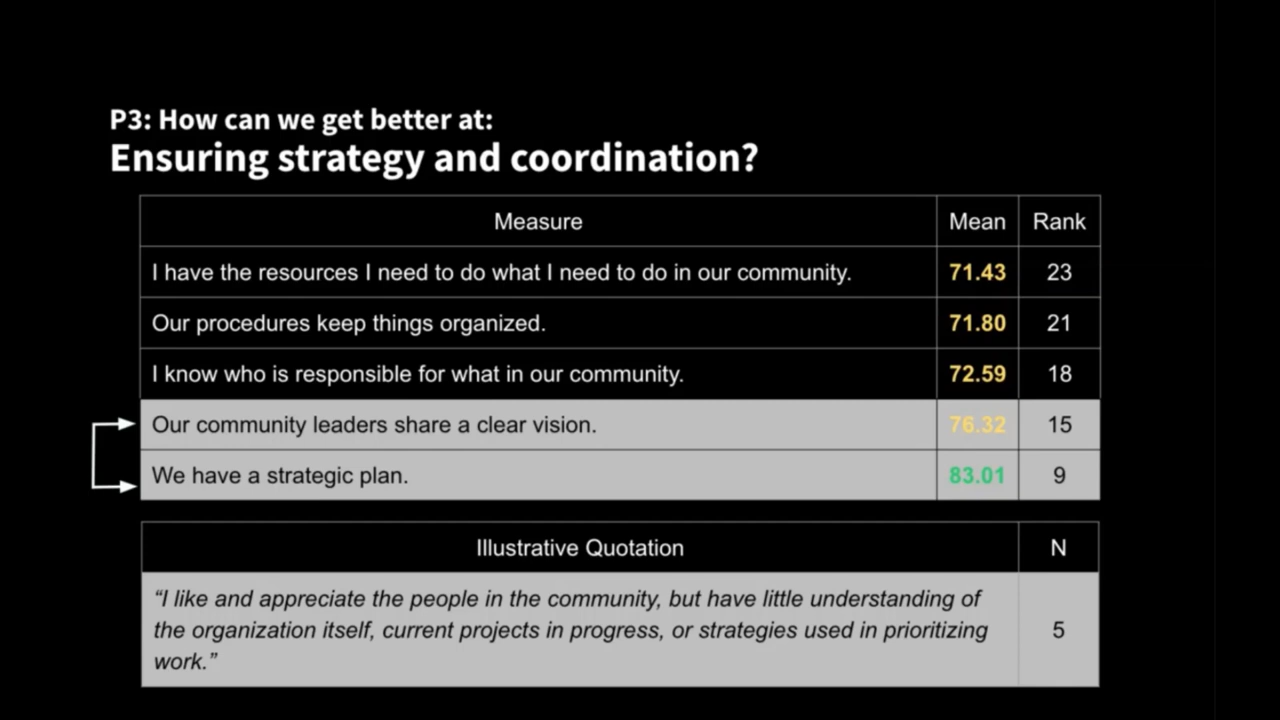 P3: How can we get better at:
Ensuring strategy and coordination?
Measure Mean Rank
I have the resources I need to do what I need to do in our community. 71.43 23
Our procedures keep things organized. 71.80 21
I know who is responsible for what in our community. 72.59 18
Our community leaders share a clear vision. 76.32 15
We have a strategic plan. 83.01 9
Illustrative Quotation N
“I like and appreciate the people in the community, but have little understanding of
the organization itself, current projects in progress, or strategies used in prioritizing 5
work.”